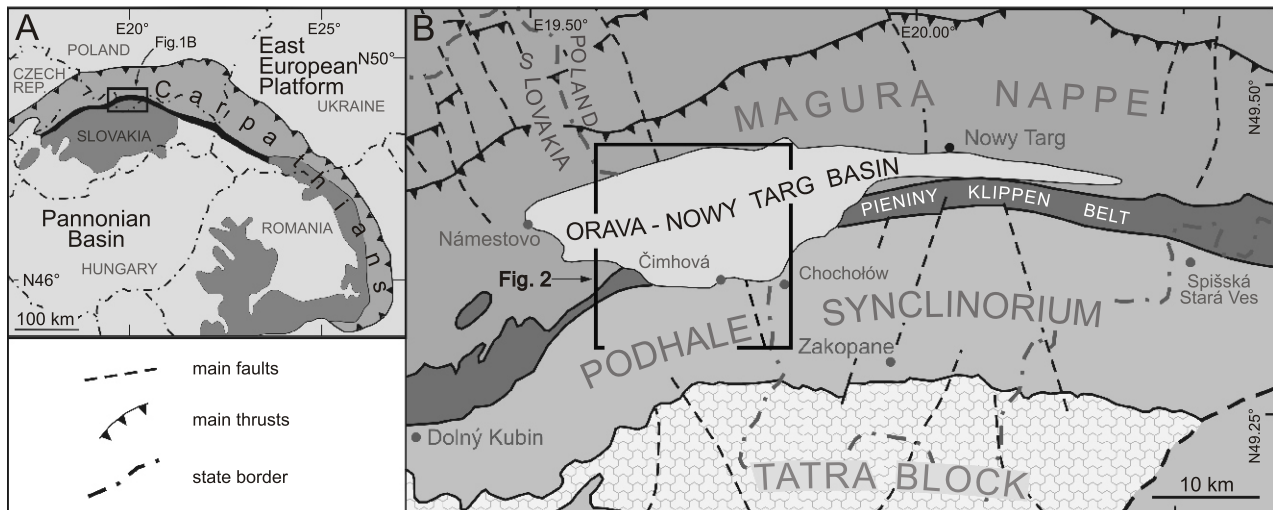 A
E20°
E25°
Fig.1B
POLAND
N50°
CZECH
REP.
East
European
Platform
UKRAINE
Carpathians
SLOVAKIA
Pannonian
Basin
ROMANIA
HUNGARY
N46°
100 km
main faults
main thrusts
state border
B
E19.50°
E20.00°
POLAND
SLOVAKIA
N49.50°
MAGURA NAPPE
Nowy Targ
ORAVA - NOWY TARG BASIN
PIENINY KLIPPEN BELT
Námestovo
Čimhová
Fig. 2
Chochołów
Spišská
Stará Ves
SYNCLINORIUM
PODHALE
Zakopane
N49.25°
Dolný Kubin
TATRA BLOCK
10 km